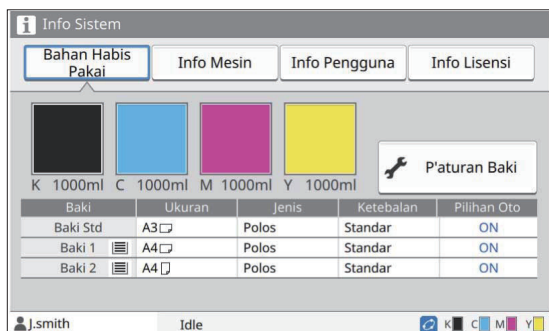 Info Sistem
Bahan Habis
Pakai
Info Mesin
Info Pengguna
Info Lisensi
K 1000ml C 1000ml M 1000ml Y 1000ml
P'aturan Baki
Baki Ukuran Jenis Ketebalan Pilihan Oto
Baki Std A3 Polos Standar ON
Baki 1 A4 Polos Standar ON
Baki 2 A4 Polos Standar ON
J.smith Idle K C M Y